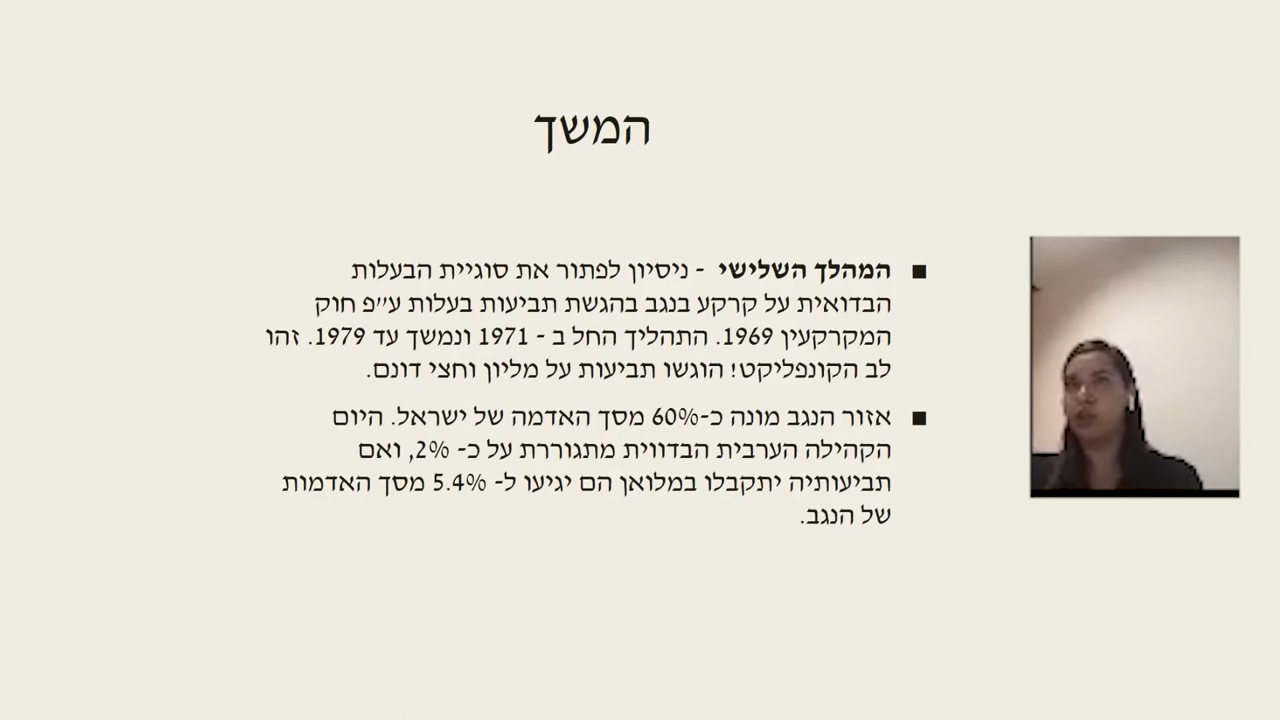 המשך
המהלך השלישי - ניסיון לפתור את סוגיית הבעלות
הבדואית על קרקע בנגב בהגשת תביעות בעלות ע״פ חוק
המקרקעין 1969. התהליך החל ב - 1971 ונמשך עד 1979. זהו
לב הקונפליקט! הוגשו תביעות על מליון וחצי דונם.
אזור הנגב מונה כ-60% מסך האדמה של ישראל. היום
הקהילה הערבית הבדווית מתגוררת על כ- 2%, ואם
תביעותיה יתקבלו במלואן הם יגיעו ל- 5.4% מסך האדמות
של הנגב.